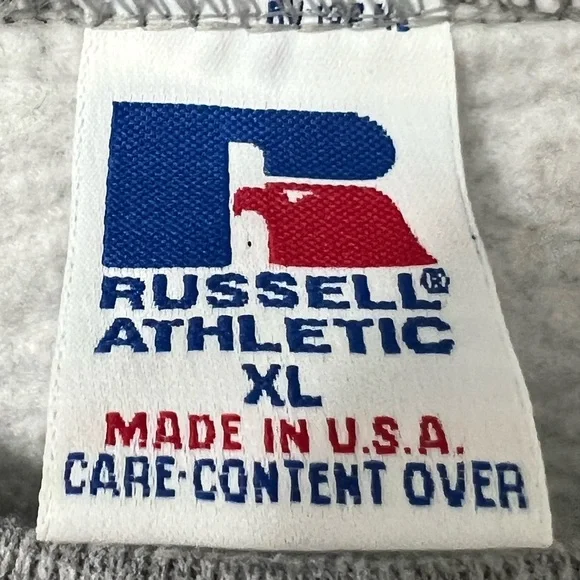 RUSSELL®
ATHLETIC
XL
MADE IN U.S.A.
CARE-CONTENT OVER